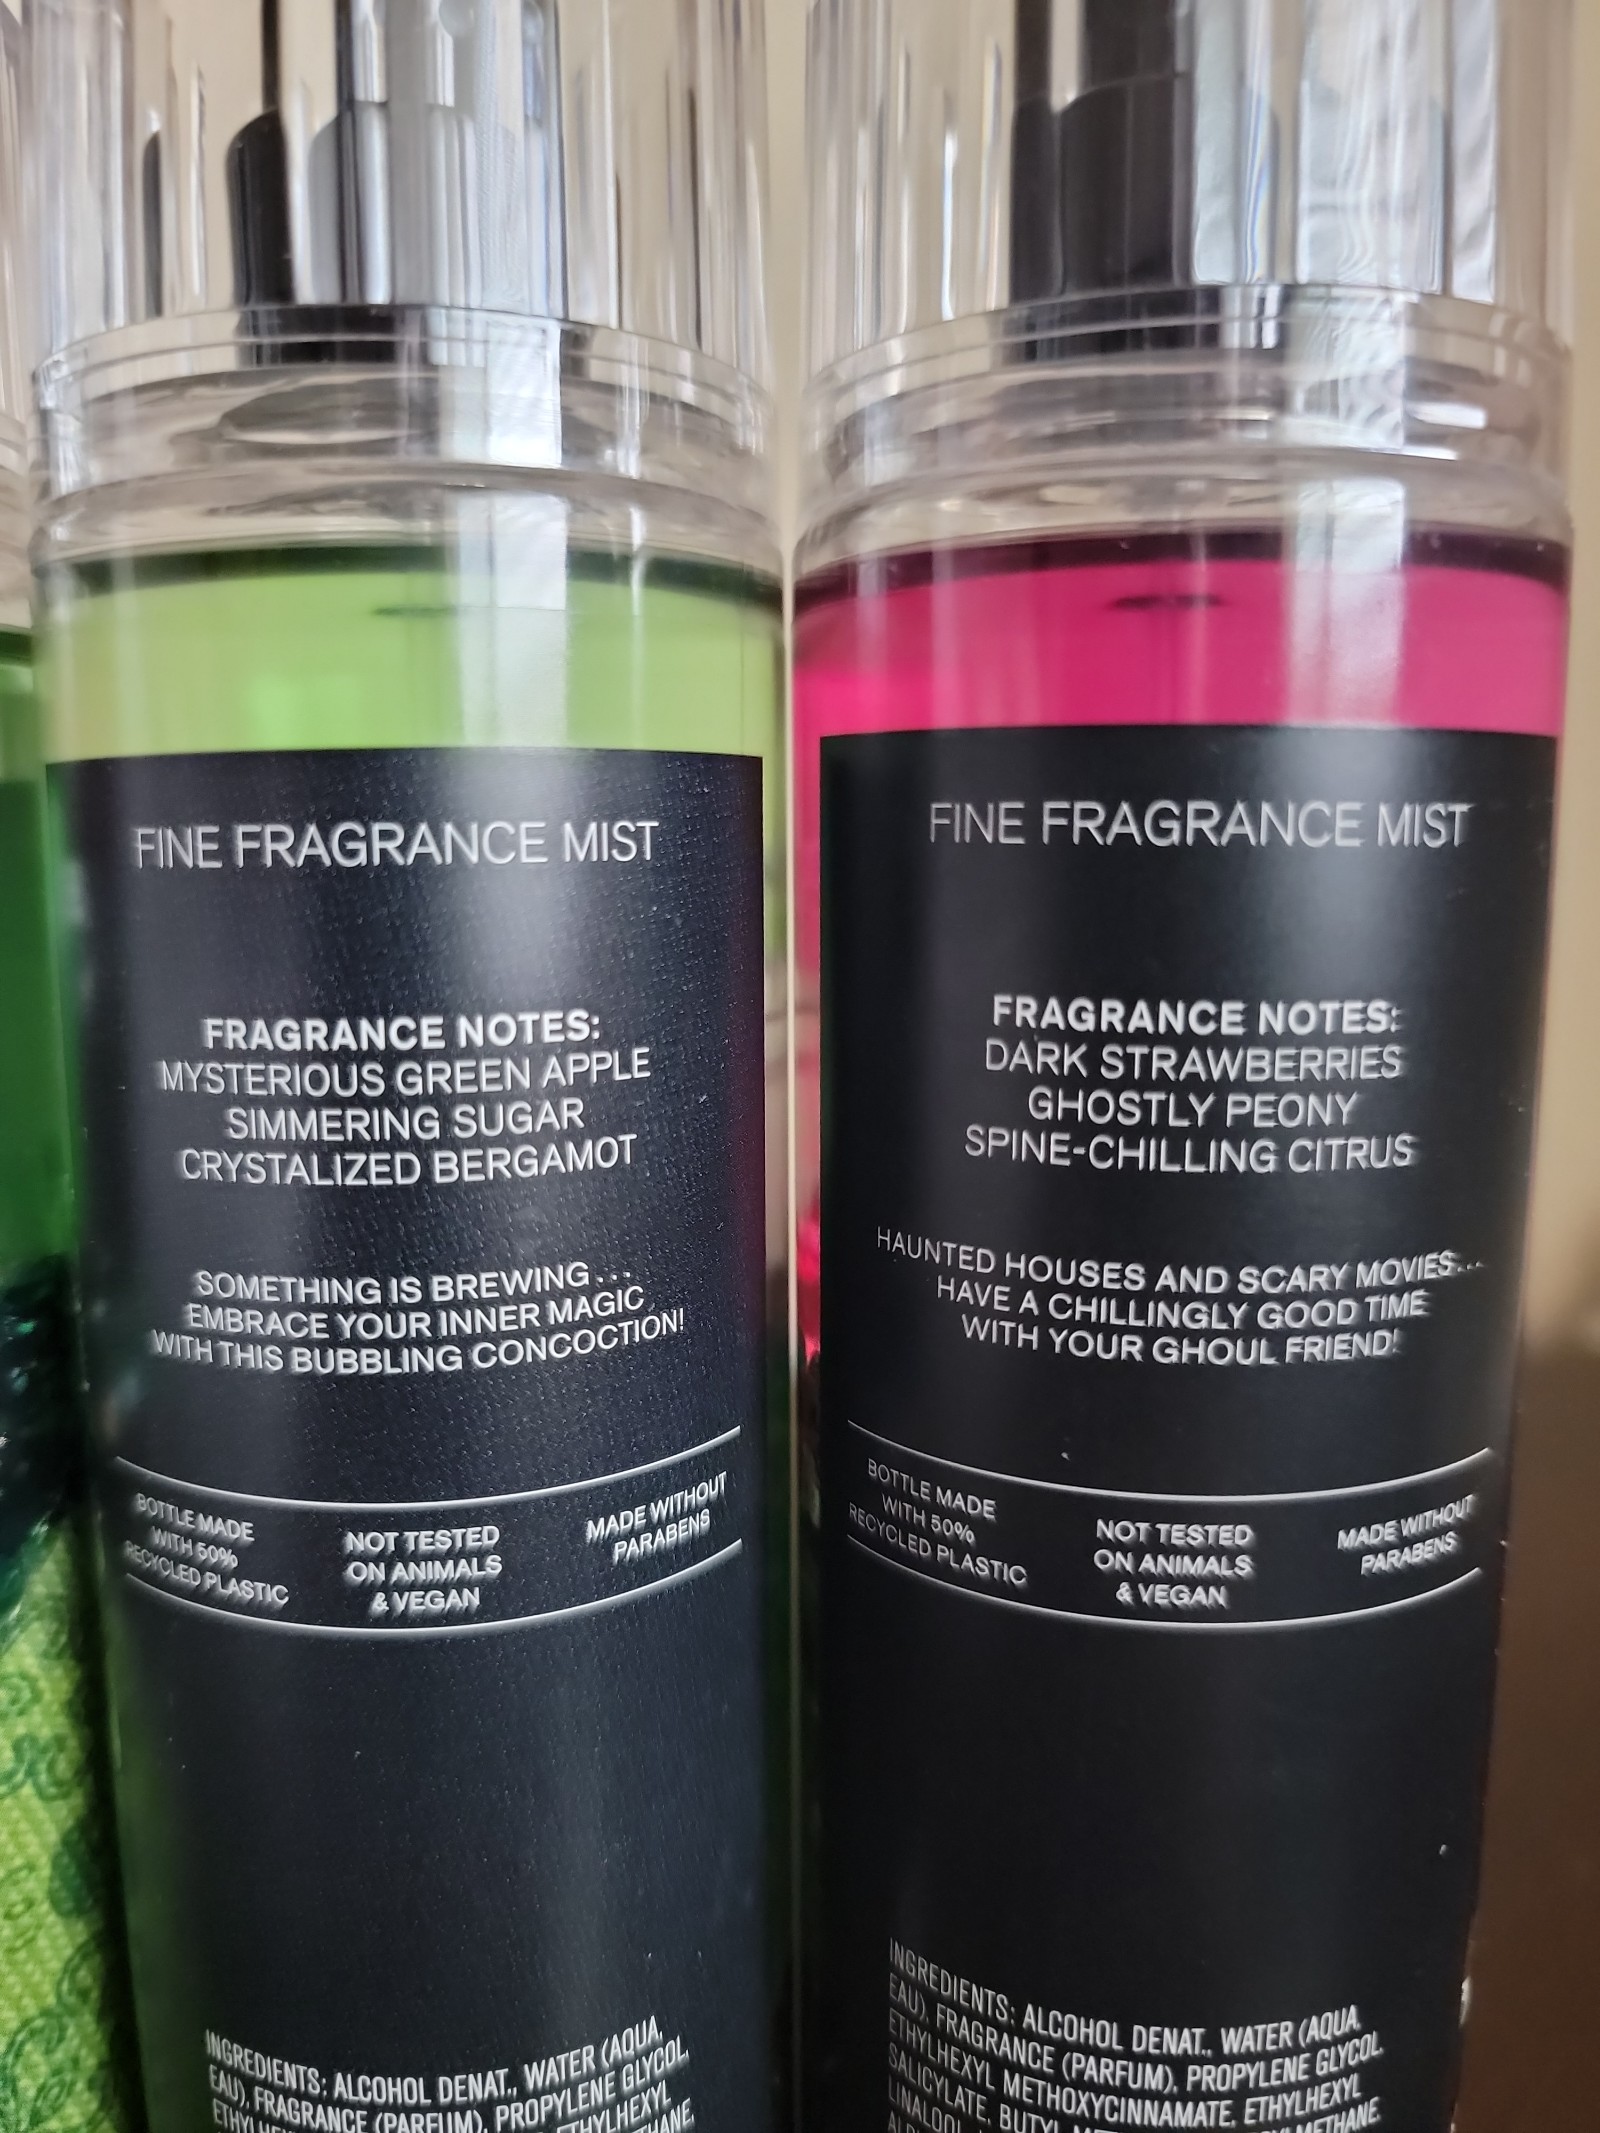 FINE FRAGRANCE MIST
FRAGRANCE NOTES:
MYSTERIOUS GREEN APPLE
SIMMERING SUGAR
CRYSTALIZED BERGAMOT
SOMETHING IS BREWING...
EMBRACE YOUR INNER MAGIC
WITH THIS BUBBLING CONCOCTION!
BOTTLE MADE
WITH 50%
RECYCLED PLASTIC
NOT TESTED
ON ANIMALS
& VEGAN
MADE WITHOUT
PARABENS
INGREDIENTS: ALCOHOL DENAT., WATER (AQUA,
EAU), FRAGRANCE (PARFUM), PROPYLENE GLYCOL,
ETHYLHEXYL
FINE FRAGRANCE MIST
FRAGRANCE NOTES:
DARK STRAWBERRIES
GHOSTLY PEONY
SPINE-CHILLING CITRUS
HAUNTED HOUSES AND SCARY MOVIES...
HAVE A CHILLINGLY GOOD TIME
WITH YOUR GHOUL FRIEND!
BOTTLE MADE
WITH 50%
RECYCLED PLASTIC
NOT TESTED
ON ANIMALS
& VEGAN
MADE WITHOUT
PARABENS
INGREDIENTS: ALCOHOL DENAT., WATER (AQUA,
EAU), FRAGRANCE (PARFUM), PROPYLENE GLYCOL,
ETHYLHEXYL METHOXYCINNAMATE, ETHYLHEXYL
SALICYLATE, BUTYL
LINALOOL,